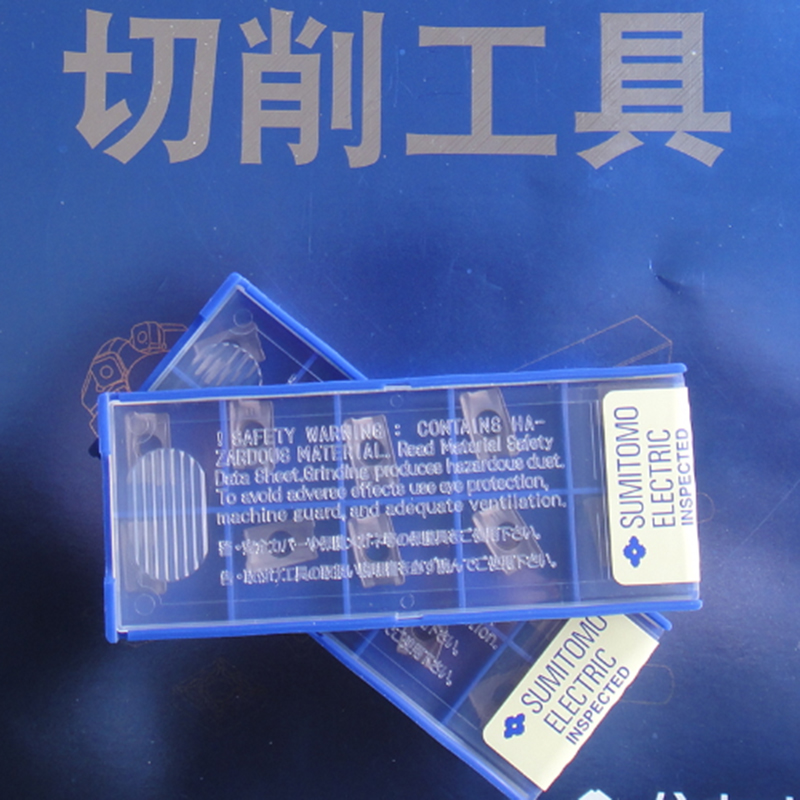 切削工具
! SAFETY WARNING : CONTAINS HA-
ZARDOUS MATERIAL. Read Material Safety
Data Sheet.Grinding produces hazardous dust.
To avoid adverse effects use eye protection,
machine guard, and adequate ventilation.
SUMITOMO
ELECTRIC
INSPECTED
SUMITOMO
ELECTRIC
INSPECTED